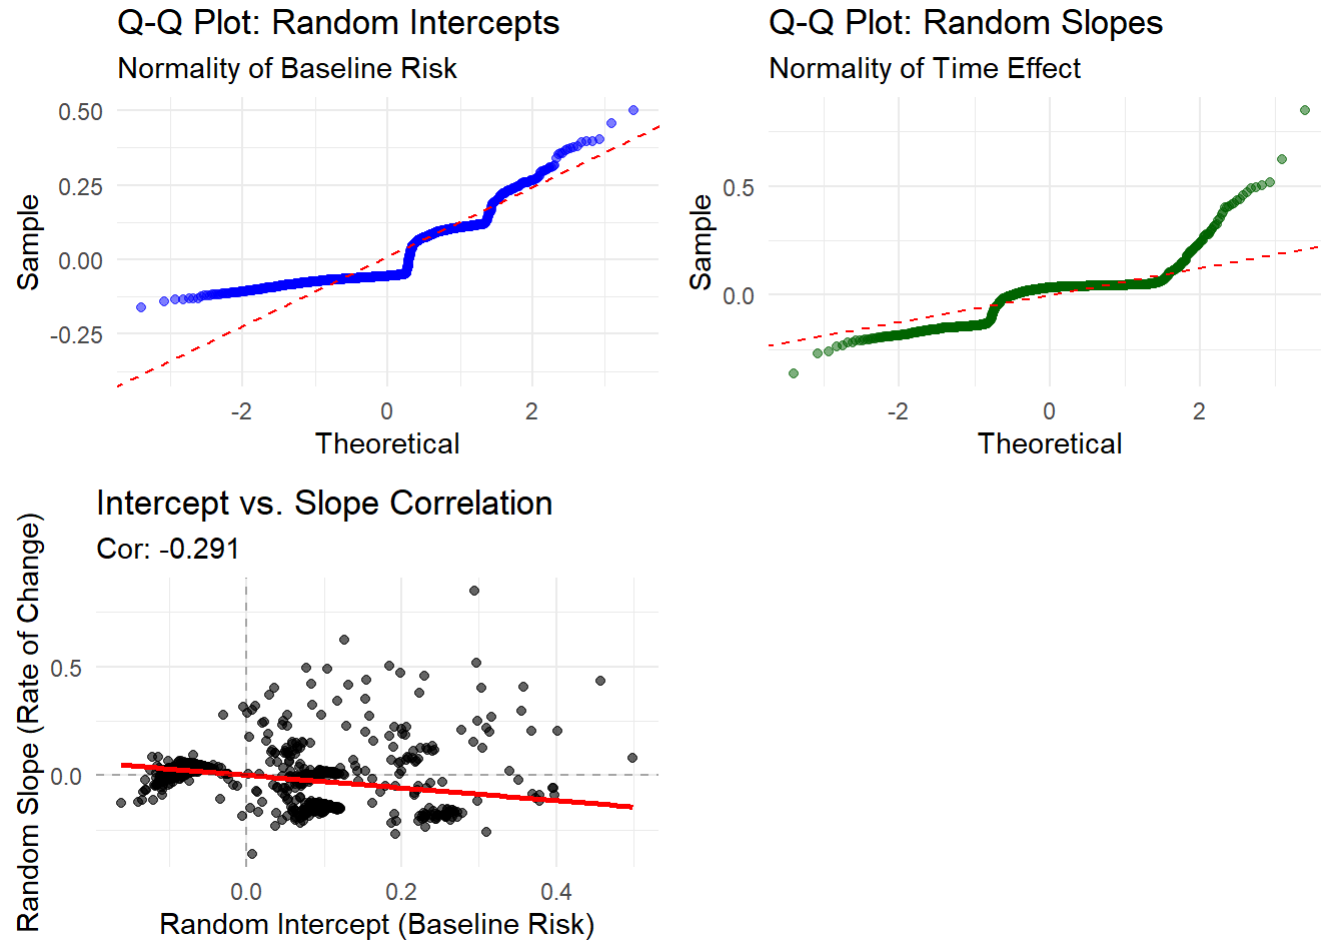 Q-Q Plot: Random Intercepts
Normality of Baseline Risk
0.50
0.25
0.00
-0.25
Sample
-2
0
2
Theoretical
Q-Q Plot: Random Slopes
Normality of Time Effect
0.5
0.0
Sample
-2
0
2
Theoretical
Intercept vs. Slope Correlation
Cor: -0.291
0.5
0.0
Random Slope (Rate of Change)
0.0
0.2
0.4
Random Intercept (Baseline Risk)